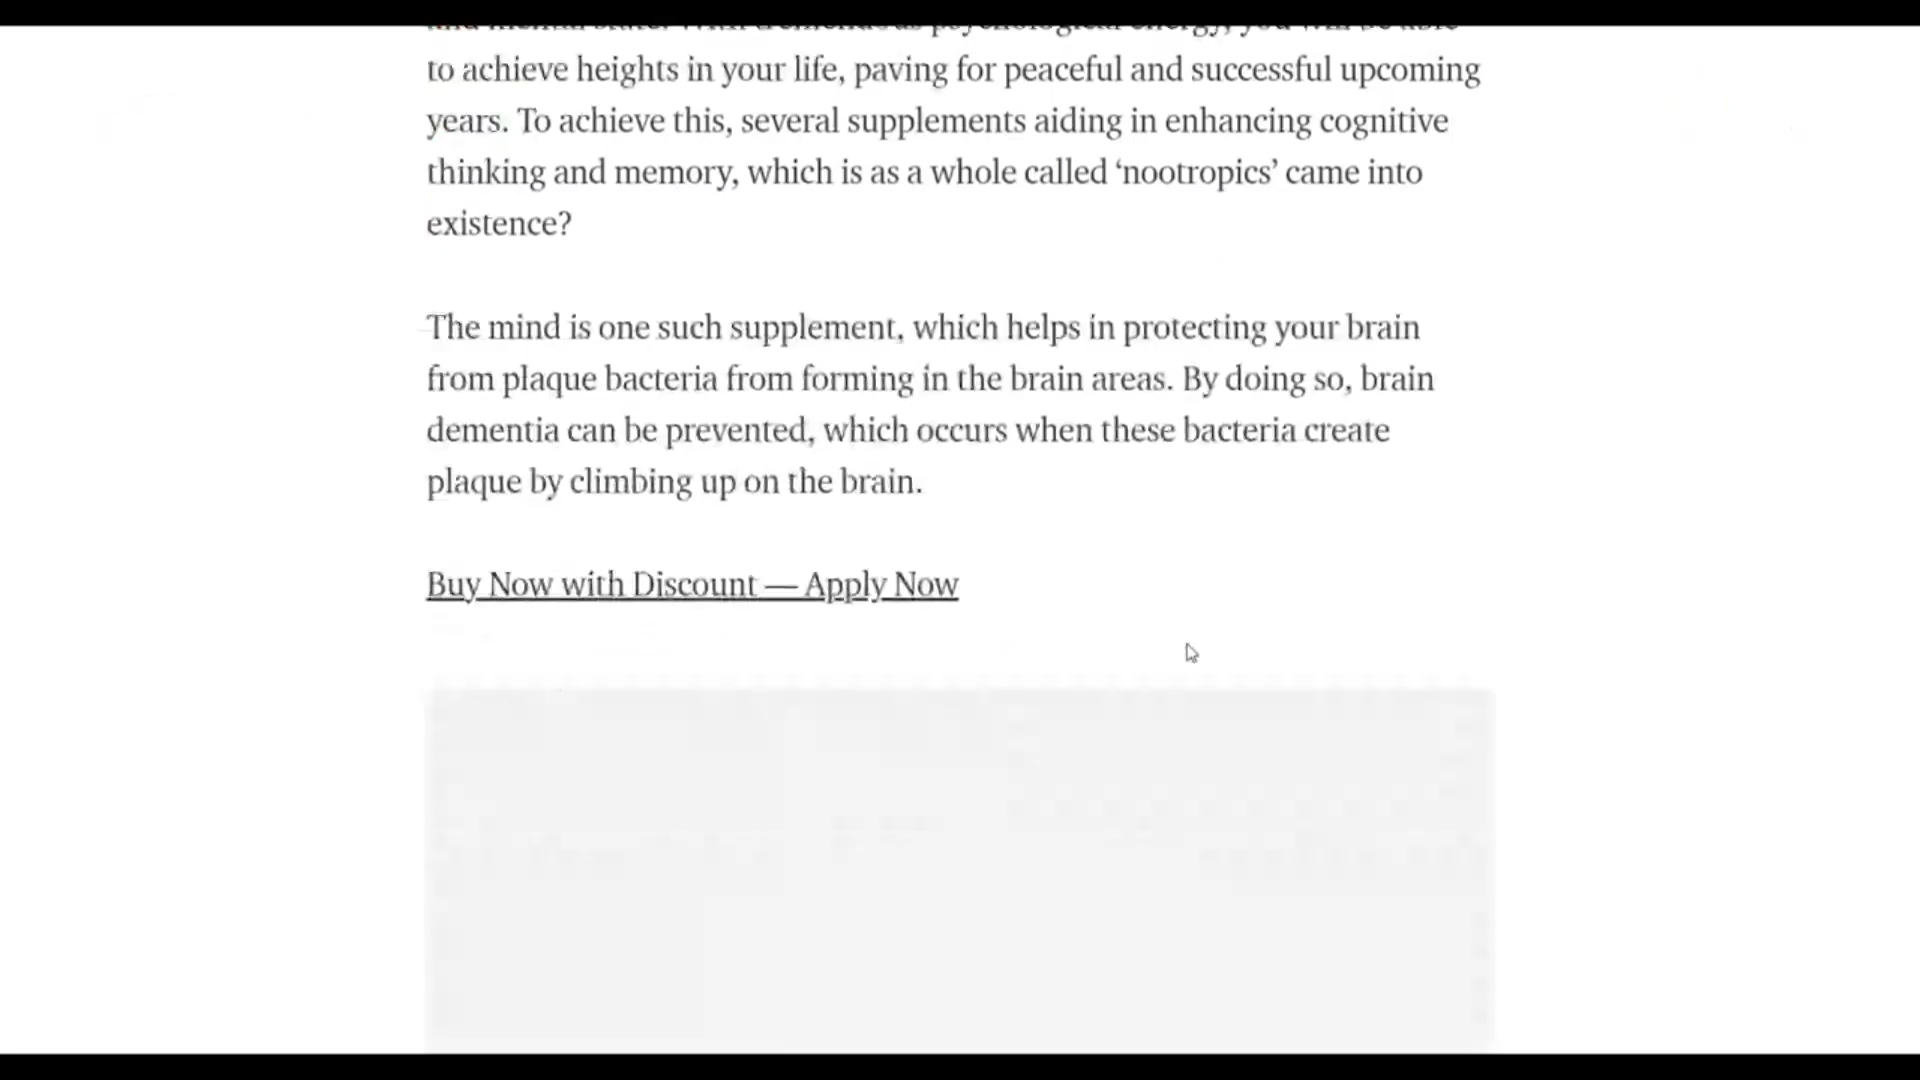 to achieve heights in your life, paving for peaceful and successful upcoming
years. To achieve this, several supplements aiding in enhancing cognitive
thinking and memory, which is as a whole called ‘nootropics’ came into
existence?
The mind is one such supplement, which helps in protecting your brain
from plaque bacteria from forming in the brain areas. By doing so, brain
dementia can be prevented, which occurs when these bacteria create
plaque by climbing up on the brain.
Buy Now with Discount — Apply Now